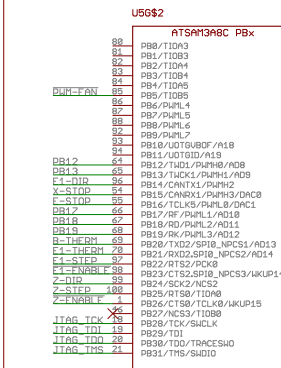 U5G$2
ATSAM3A8C PBx
80 PB0/TIOA3
81 PB1/TIOB3
82 PB2/TIOA4
83 PB3/TIOB4
84 PB4/TIOA5
PWM-FAN 85 PB5/TIOB5
86 PB6/PWML4
87 PB7/PWML5
88 PB8/PWML6
92 PB9/PWML7
93 PB10/UOTGVBOF/A18
94 PB11/UOTGID/A19
PB12 64 PB12/TWD1/PWMH0/AD8
PB13 65 PB13/TWCK1/PWMH1/AD9
E1-DIR 96 PB14/CANTX1/PWMH2
X-STOP 54 PB15/CANRX1/PWMH3/DAC0
E-STOP 55 PB16/TCLK5/PWML0/DAC1
PB17 66 PB17/RF/PWML1/AD10
PB18 67 PB18/RD/PWML2/AD11
PB19 68 PB19/RK/PWML3/AD12
B-THERM 69 PB20/TXD2/SPI0_NPCS1/AD13
E1-THERM 70 PB21/RXD2/SPI0_NPCS2/AD14
E1-STEP 97 PB22/RTS2/PCK0
E1-ENABLE 98 PB23/CTS2.SPI0_NPCS3/WKUP14
Z-DIR 99 PB24/SCK2/NCS2
Z-STEP 100 PB25/RTS0/TIOA0
Z-ENABLE 1 PB26/CTS0/TCLK0/WKUP15
PB27/NCS3/TIOB0
JTAG_TCK 18 PB28/TCK/SWCLK
JTAG_TDI 19 PB29/TDI
JTAG_TDO 20 PB30/TDO/TRACESWO
JTAG_TMS 21 PB31/TMS/SWDIO